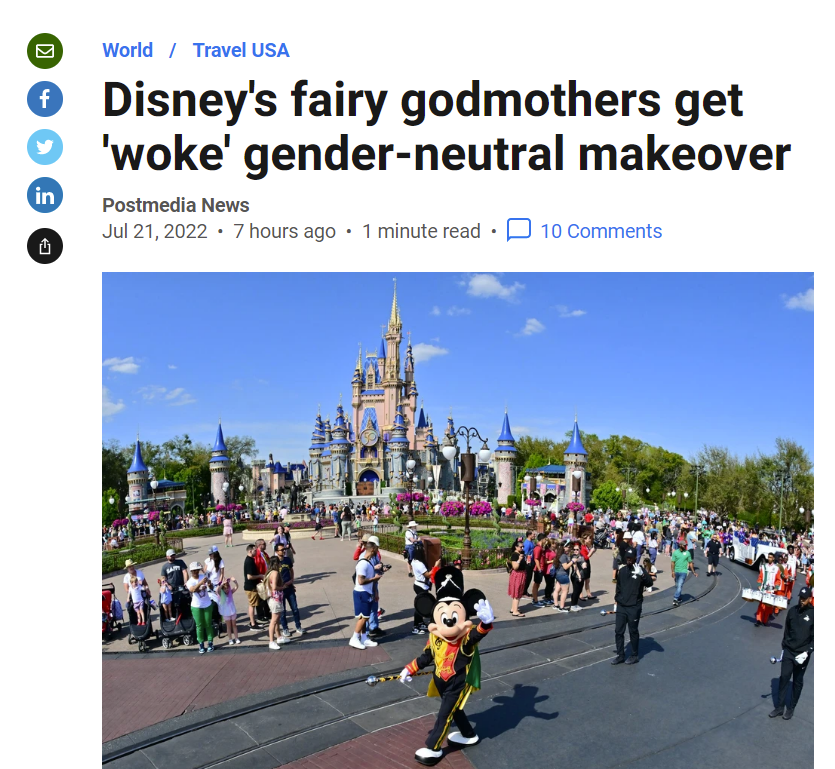 World / Travel USA
Disney's fairy godmothers get
'woke' gender-neutral makeover
Postmedia News
Jul 21, 2022 • 7 hours ago • 1 minute read • 10 Comments